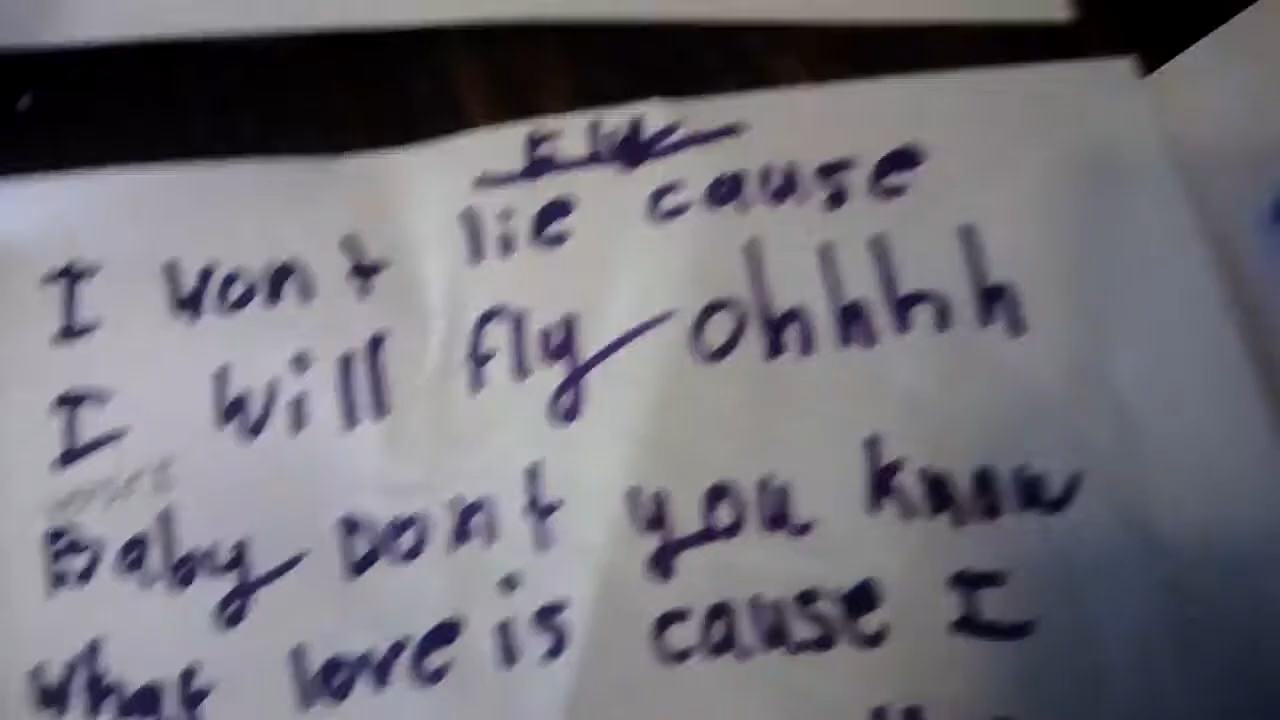 I wont lie cause
I will fly ohhhh
Baby Dont you know
What love is cause I